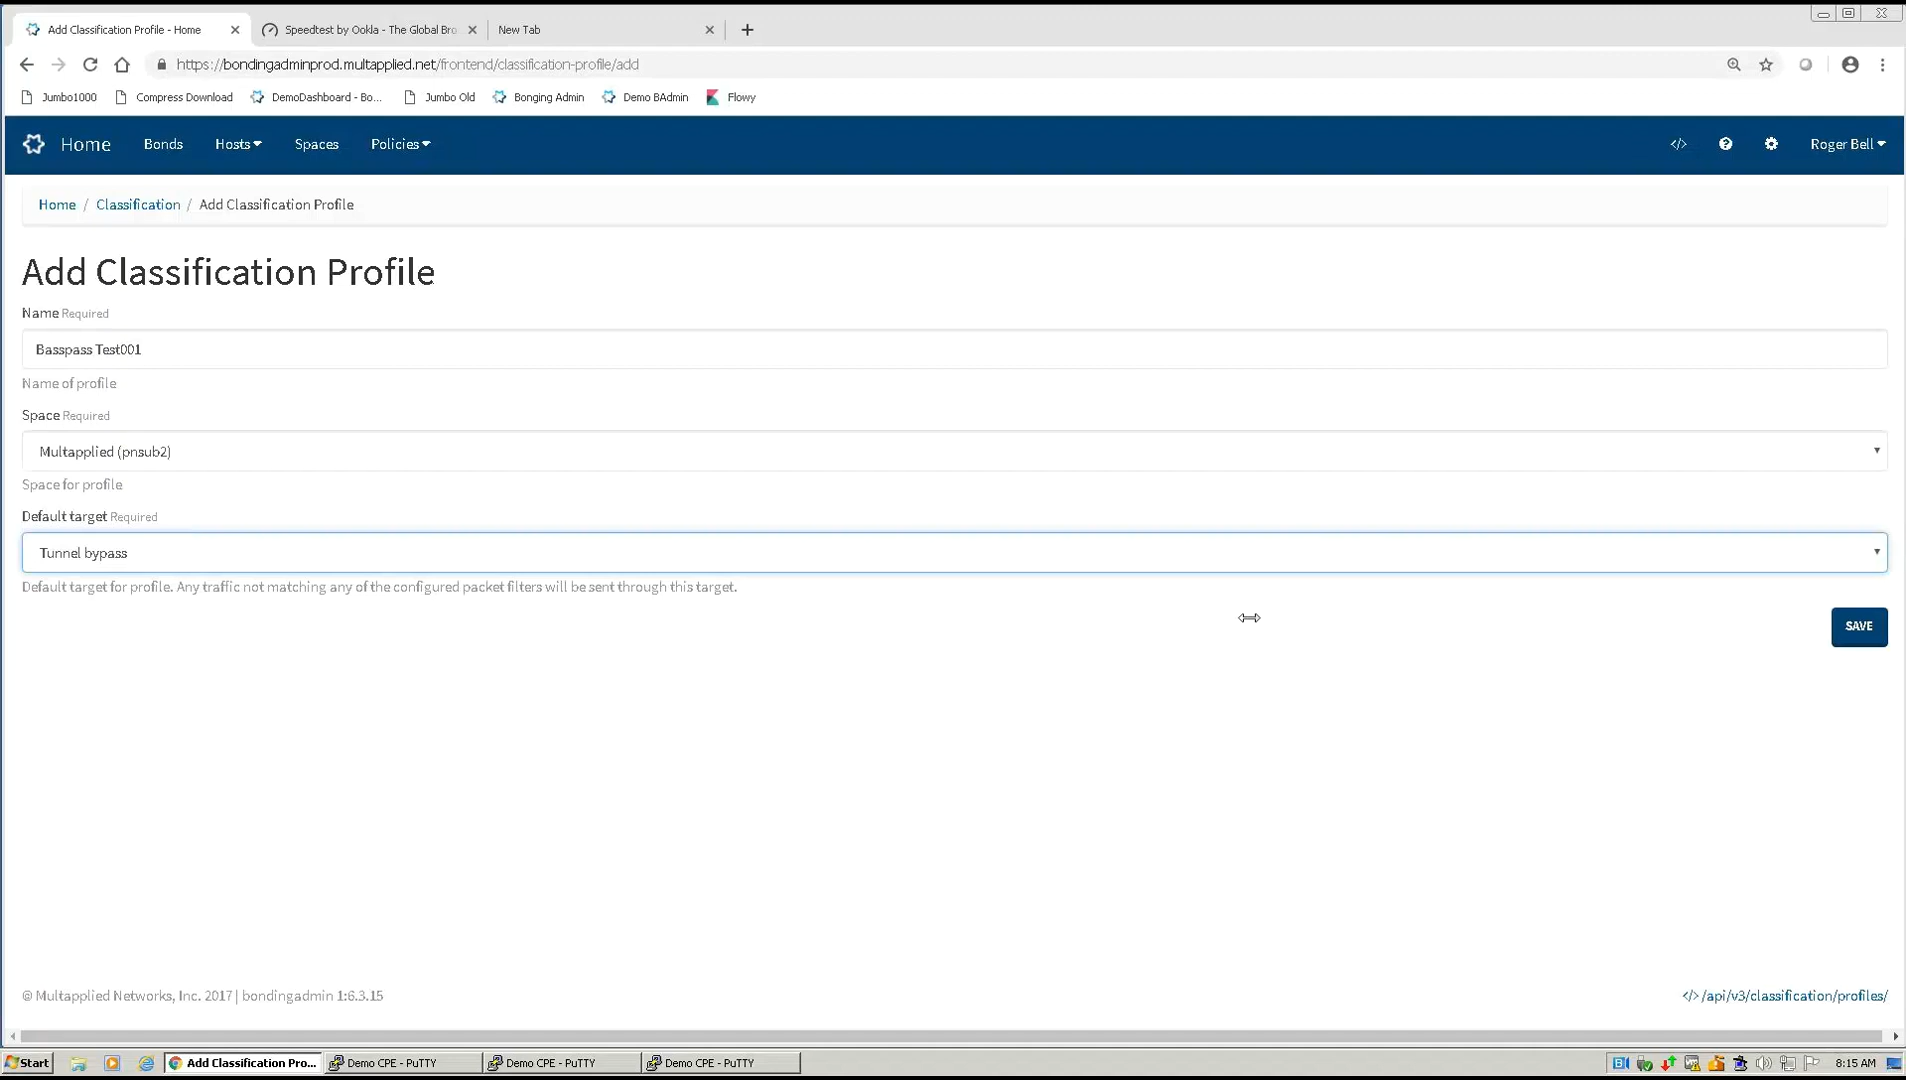 Add Classification Profile - Home
Speedtest by Ookla - The Global Bro
New Tab
https://bondingadminprod.multapplied.net/frontend/classification-profile/add
Jumbo1000
Compress Download
DemoDashboard - Bo...
Jumbo Old
Bonging Admin
Demo BAdmin
Flowy
Home
Bonds
Hosts
Spaces
Policies
</>
Roger Bell
Home / Classification / Add Classification Profile
Add Classification Profile
Name Required
Basspass Test001
Name of profile
Space Required
Multapplied (pnsub2)
Space for profile
Default target Required
Tunnel bypass
Default target for profile. Any traffic not matching any of the configured packet filters will be sent through this target.
SAVE
© Multapplied Networks, Inc. 2017 | bondingadmin 1:6.3.15
</> /api/v3/classification/profiles/
Start
Add Classification Pro...
Demo CPE - PuTTY
Demo CPE - PuTTY
Demo CPE - PuTTY
8:15 AM